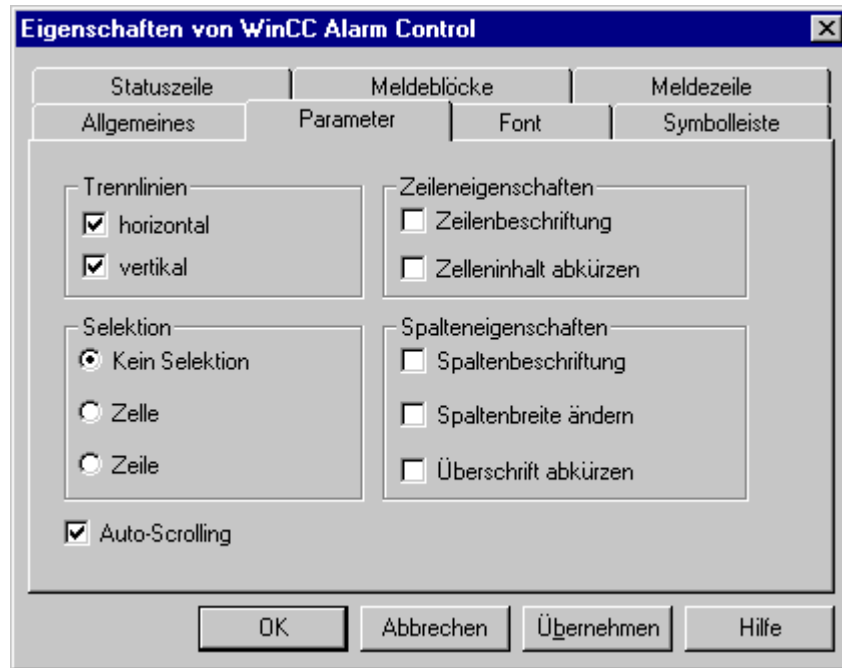 Eigenschaften von WinCC Alarm Control
Statuszeile
Meldeblöcke
Meldezeile
Allgemeines
Parameter
Font
Symbolleiste
Trennlinien
horizontal
vertikal
Zeileneigenschaften
Zeilenbeschriftung
Zelleninhalt abkürzen
Selektion
Kein Selektion
Zelle
Zeile
Spalteneigenschaften
Spaltenbeschriftung
Spaltenbreite ändern
Überschrift abkürzen
Auto-Scrolling
OK
Abbrechen
Übernehmen
Hilfe